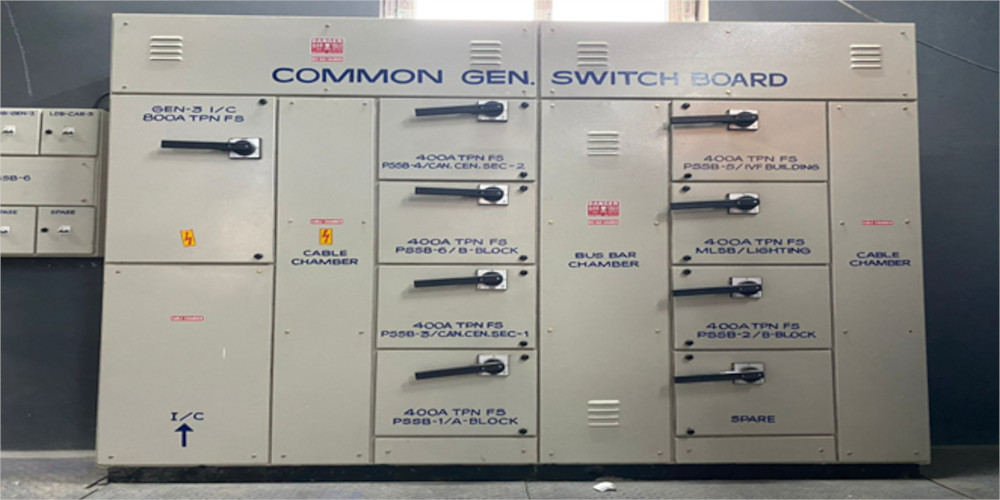 COMMON GEN. SWITCH BOARD
DANGER
GEN-3 I/C
800A TPN FS
I/C
CABLE
CHAMBER
400A TPN FS
PSSB-4/CAN.CEN.SEC-2
400A TPN FS
PSSB-6/B-BLOCK
400A TPN FS
PSSB-3/CAN.CEN.SEC-1
400A TPN FS
PSSB-1/A-BLOCK
DANGER
BUS BAR
CHAMBER
400A TPN FS
PSSB-5/IVF BUILDING
400A TPN FS
MLSB/LIGHTING
400A TPN FS
PSSB-2/B-BLOCK
SPARE
CABLE
CHAMBER
SPARE